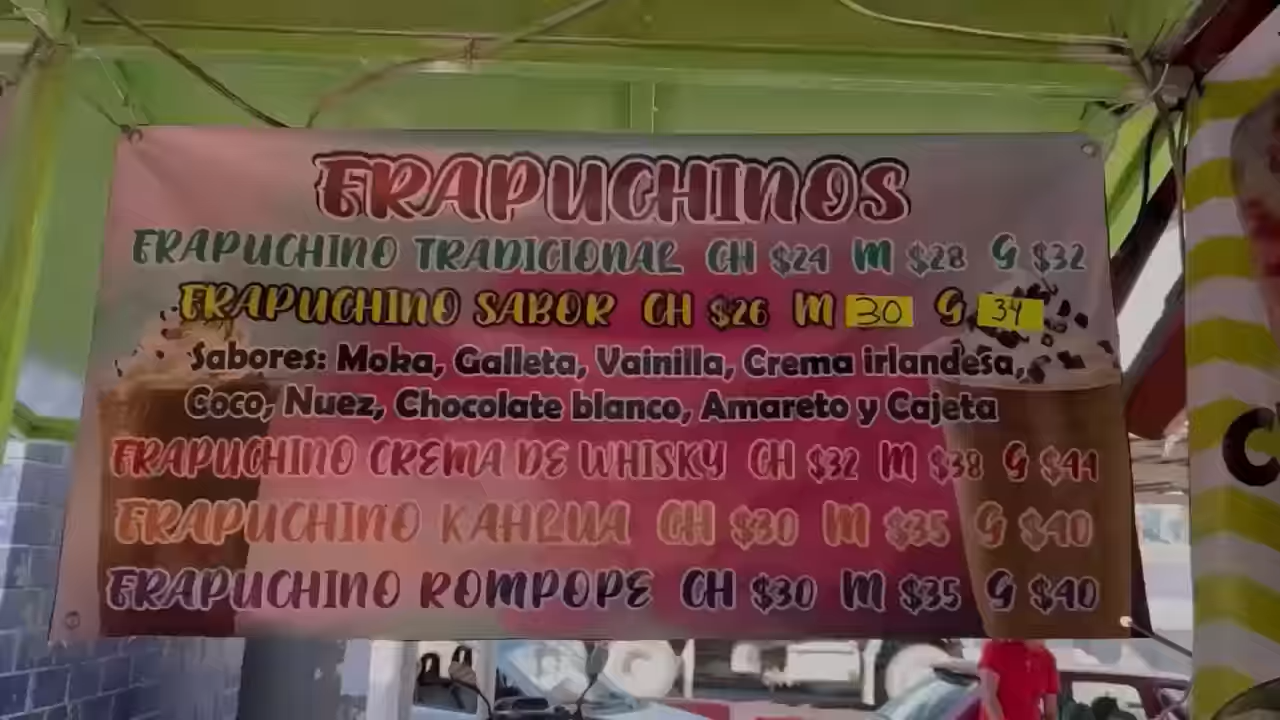 FRAPUCHINOS
FRAPUCHINO TRADICIONAL CH $24 M $28 G $32
FRAPUCHINO SABOR CH $26 M 30 G 34
Sabores: Moka, Galleta, Vainilla, Crema irlandesa,
Coco, Nuez, Chocolate blanco, Amareto y Cajeta
FRAPUCHINO CREMA DE WHISKY CH $32 M $38 G $44
FRAPUCHINO KAHLUA CH $30 M $35 G $40
FRAPUCHINO ROMPOPE CH $30 M $35 G $40
C